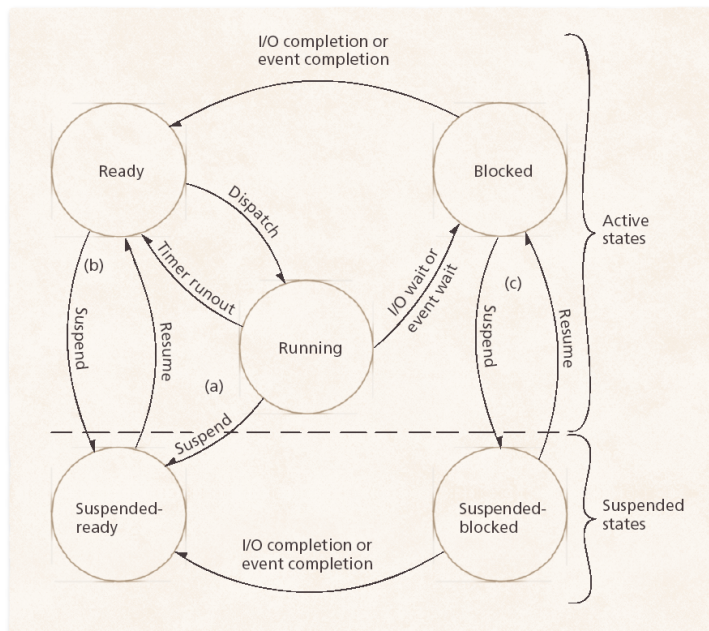 I/O completion or
event completion
Ready
Blocked
Dispatch
Active
states
(b)
Timer runout
I/O wait or
event wait
(c)
Suspend
Resume
Running
Suspend
Resume
(a)
Suspend
Suspended-
ready
Suspended-
blocked
Suspended
states
I/O completion or
event completion